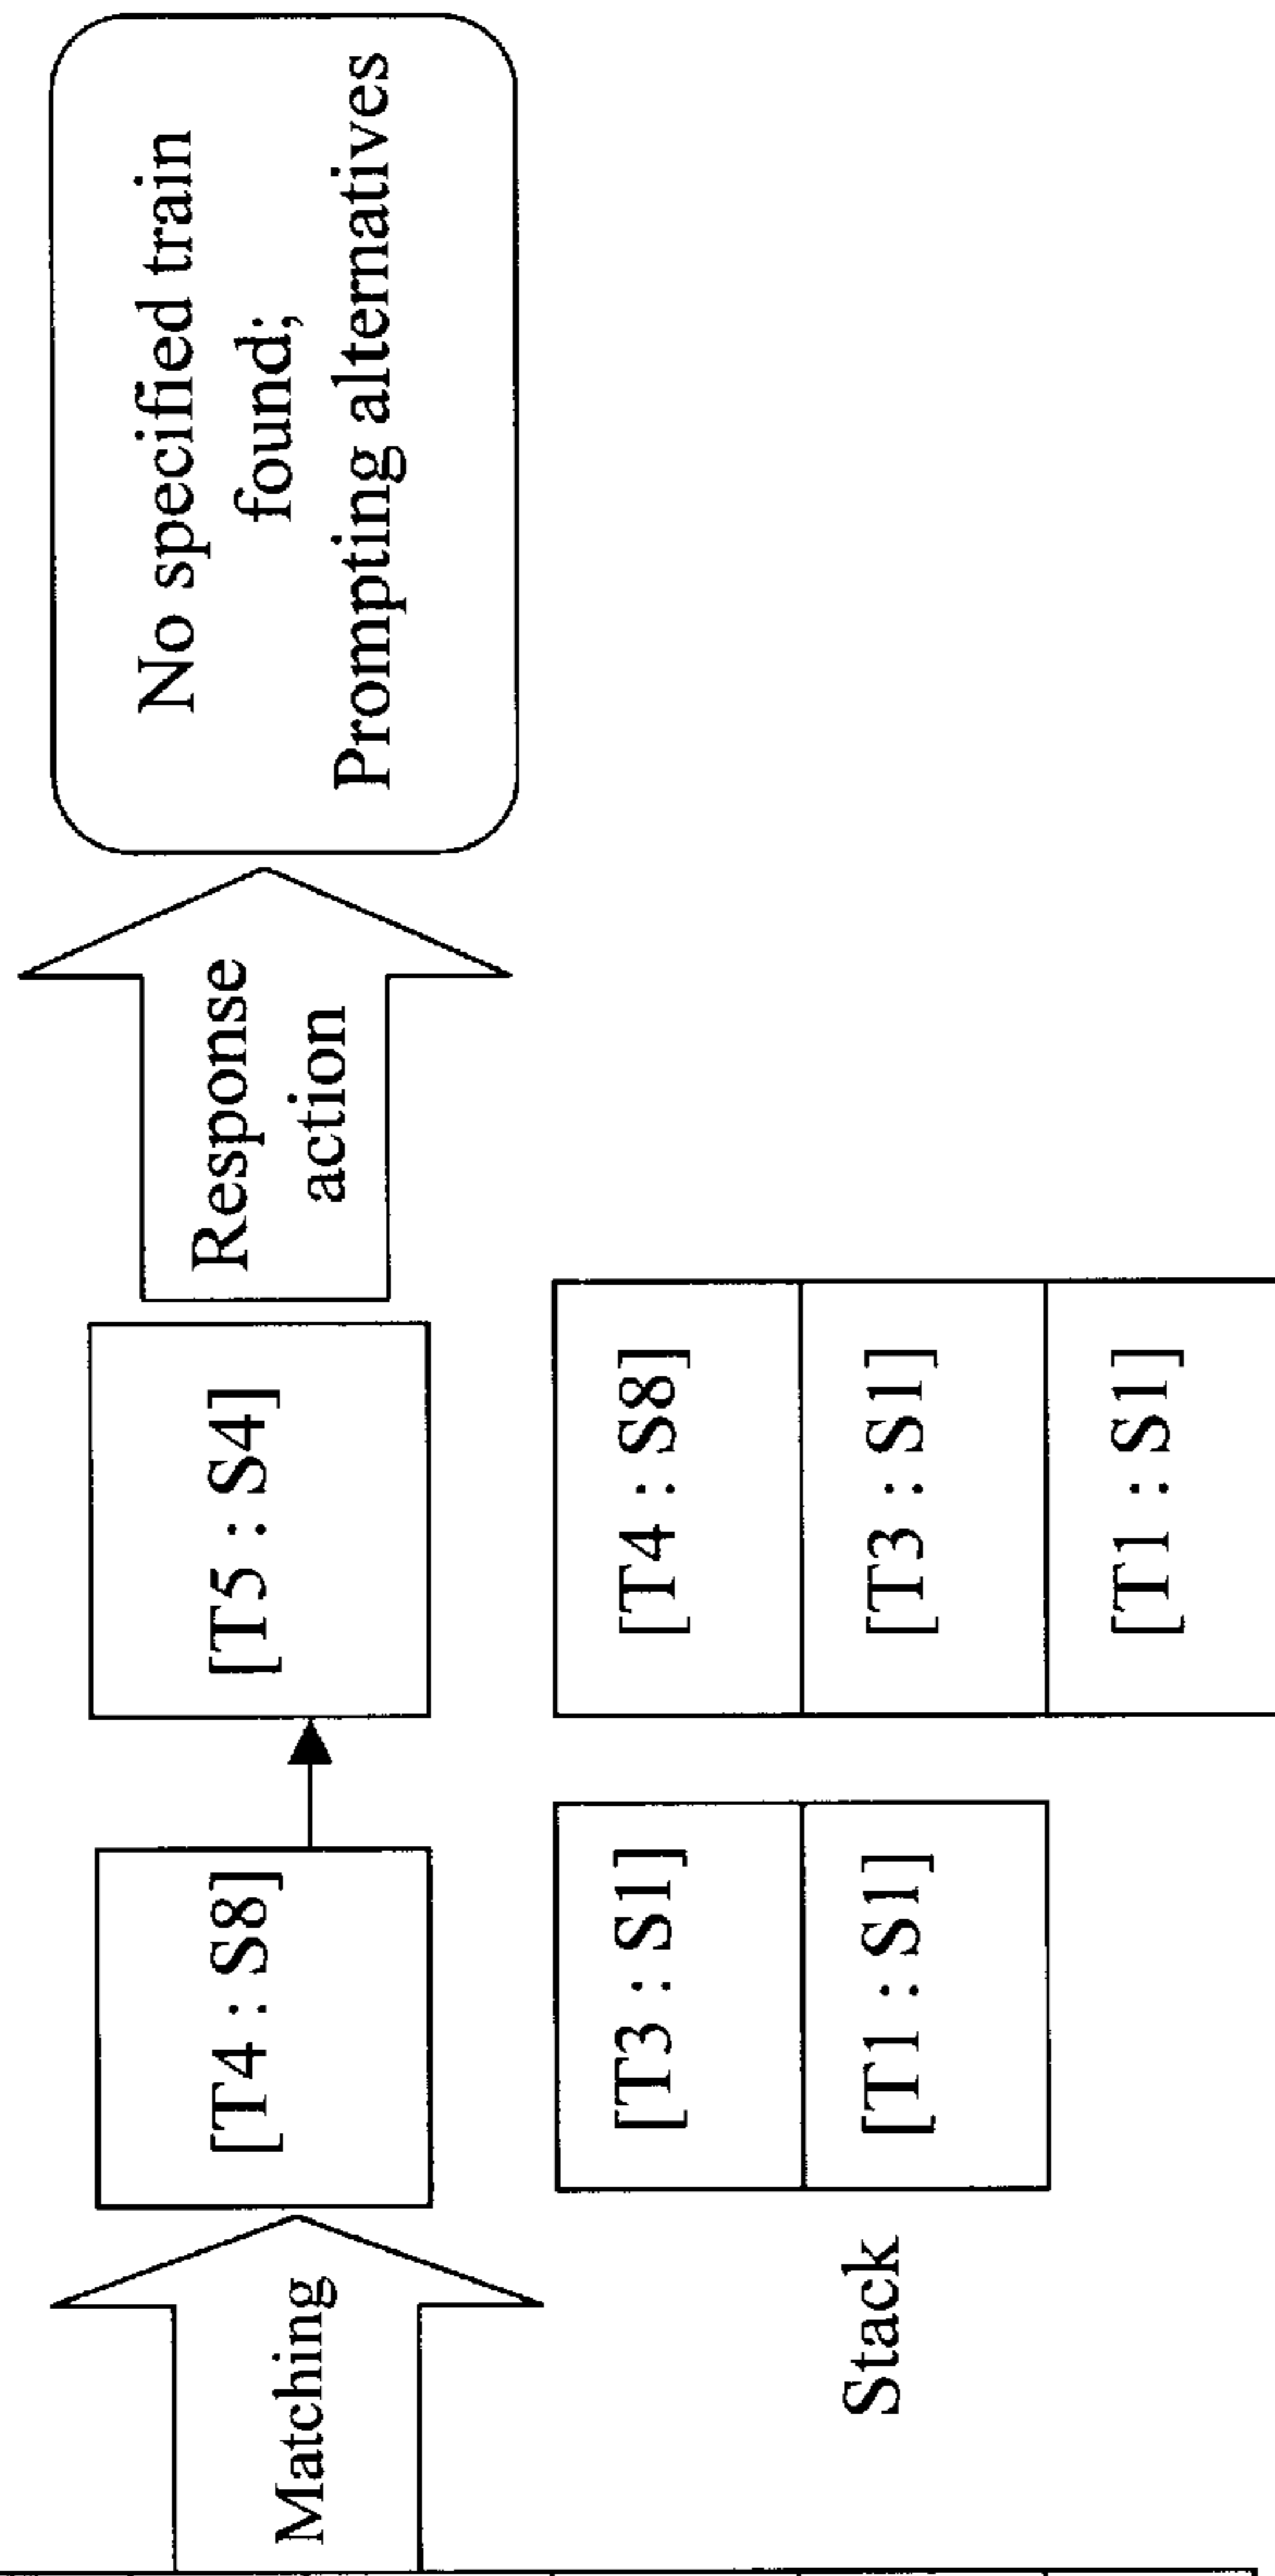 Matching
[T4 : S8]
[T5 : S4]
Response
action
No specified train
found;
Prompting alternatives
Stack
[T3 : S1]
[T1 : S1]
[T4 : S8]
[T3 : S1]
[T1 : S1]